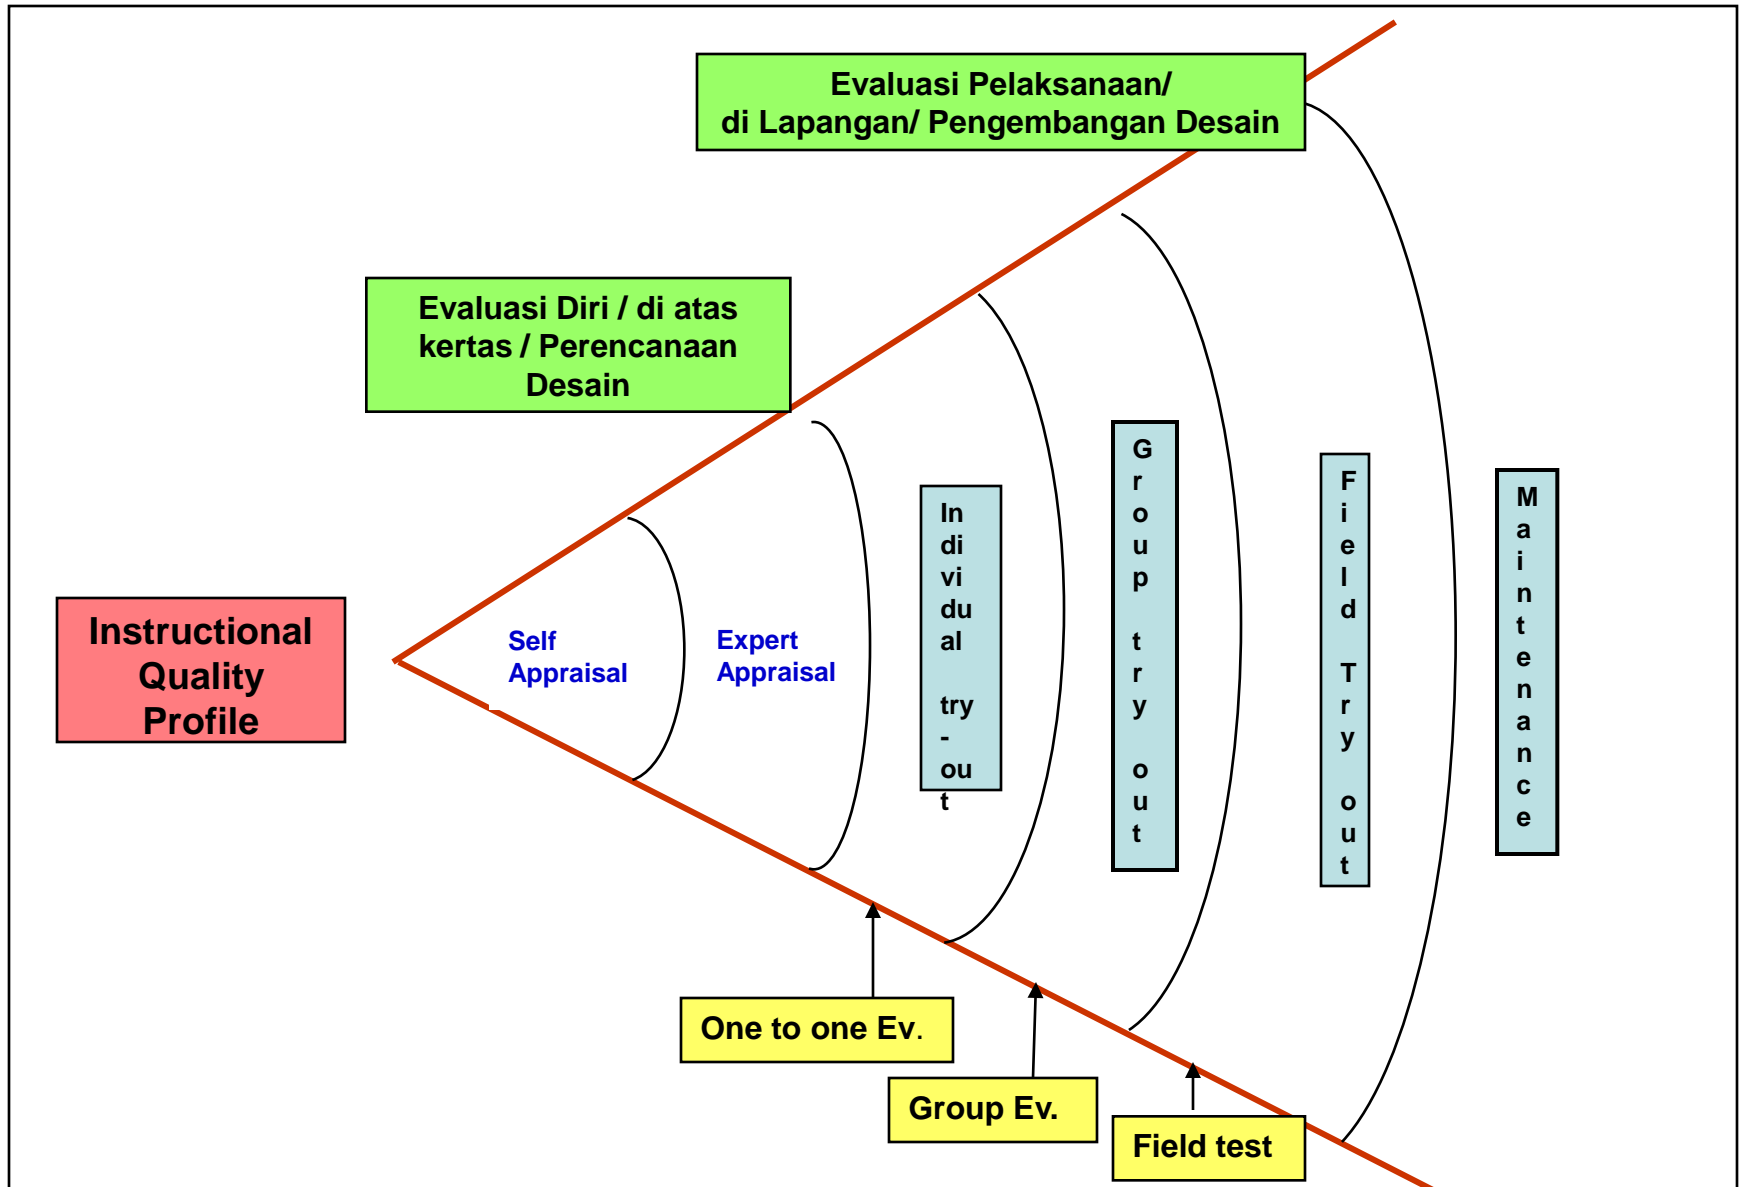 Evaluasi Pelaksanaan/
di Lapangan/ Pengembangan Desain
Evaluasi Diri / di atas
kertas / Perencanaan
Desain
Instructional
Quality
Profile
Self
Appraisal
Expert
Appraisal
In
di
vi
du
al
try
-
ou
t
G
r
o
u
p
t
r
y
o
u
t
F
i
e
l
d
T
r
y
o
u
t
M
a
i
n
t
e
n
a
n
c
e
One to one Ev.
Group Ev.
Field test